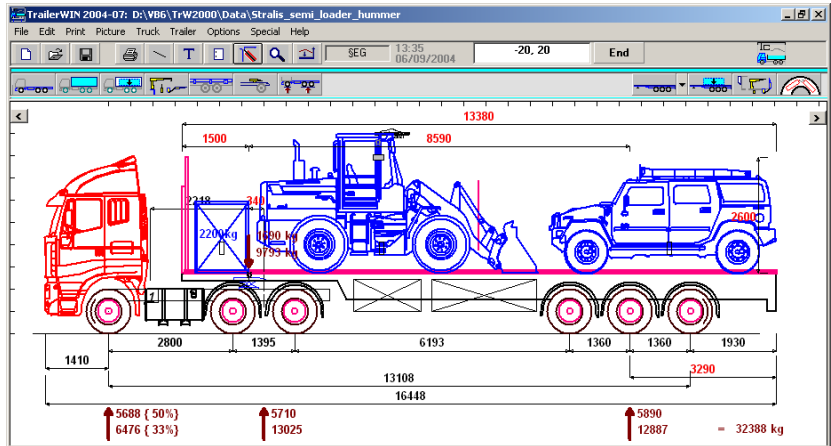 TrailerWIN 2004-07: D:\VB6\TrW2000\Data\Stralis_semi_loader_hummer
File Edit Print Picture Truck Trailer Options Special Help
T §EG 13:35 06/09/2004 -20, 20 End
13380
1500 8590
2248 340
2200kg 1690 kg 2600
9793 kg
1
2800 1395 6193 1360 1360 1930
1410 3290
13108
16448
5688 { 50%} 5710 5890
6476 { 33%} 13025 12887 = 32388 kg